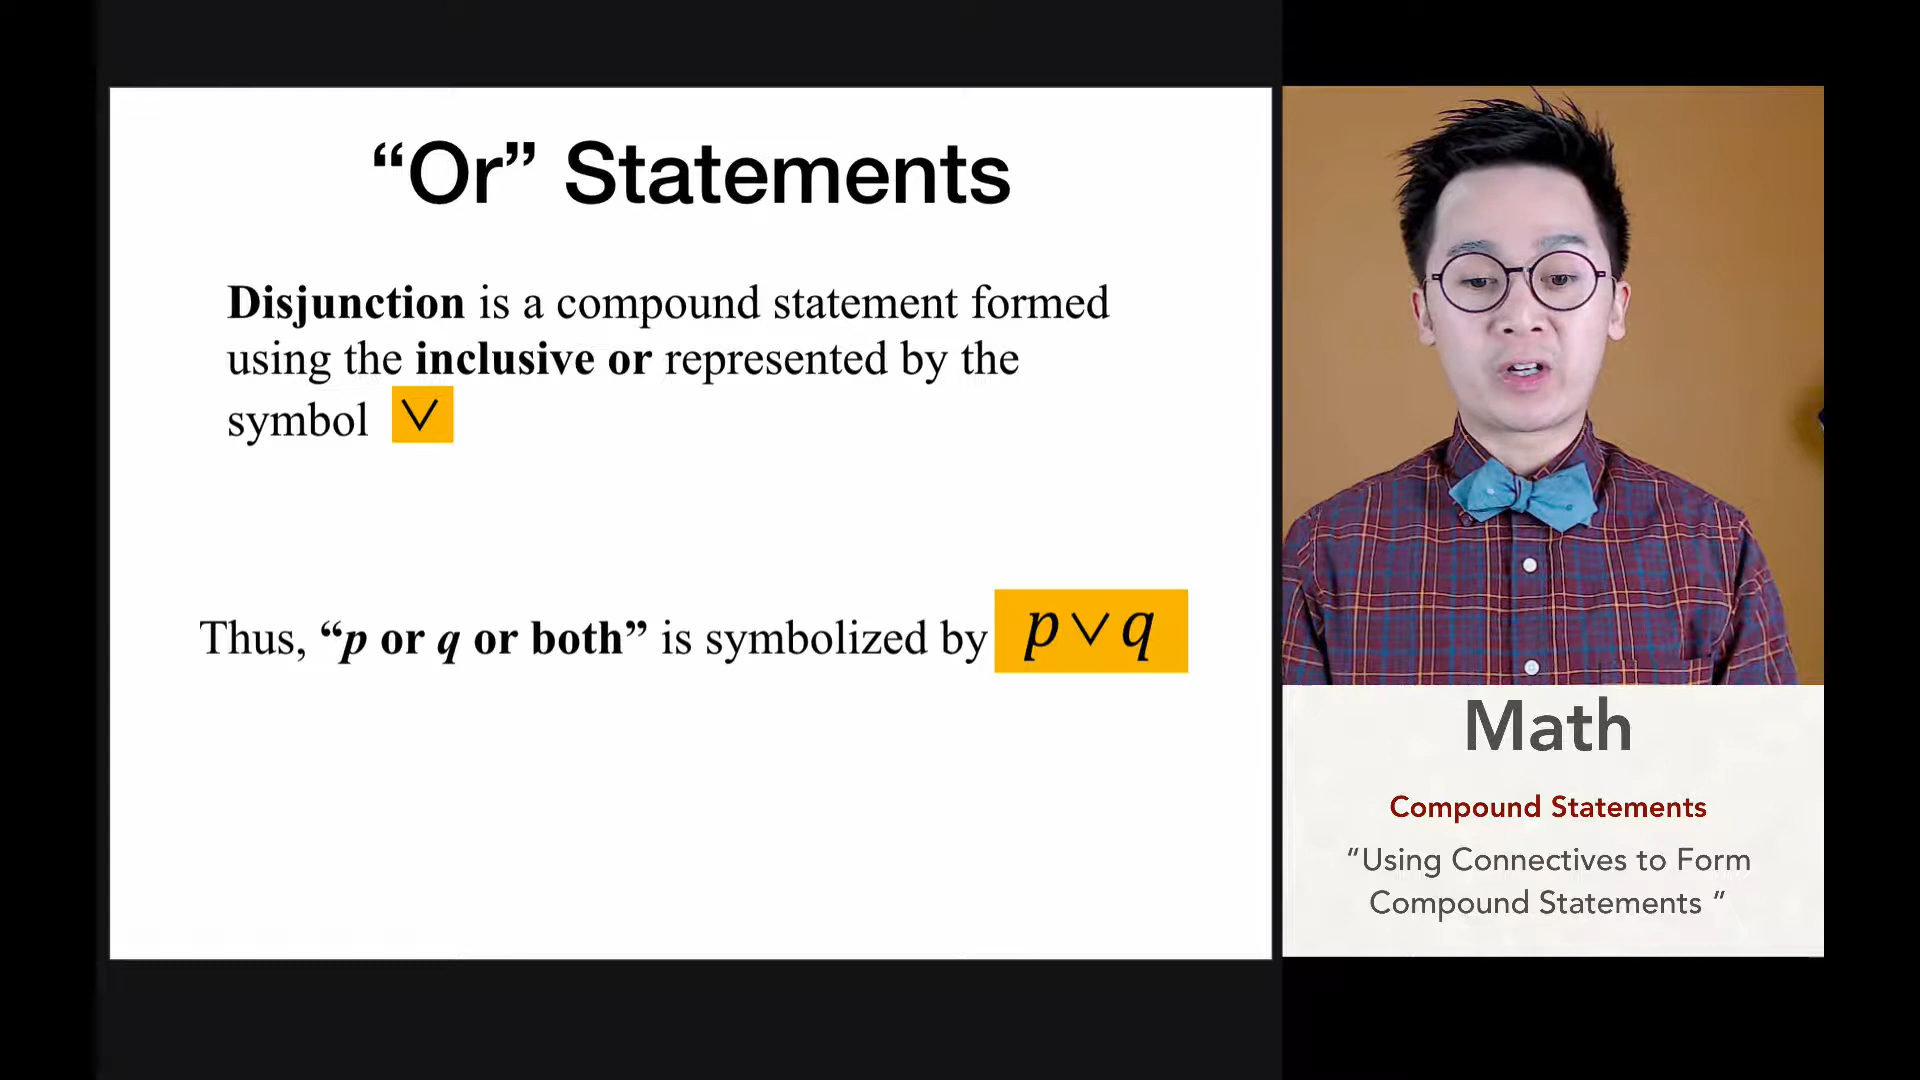 “Or” Statements
Disjunction is a compound statement formed
using the inclusive or represented by the
symbol ∨
Thus, “p or q or both” is symbolized by p ∨ q
Math
Compound Statements
“Using Connectives to Form
Compound Statements ”